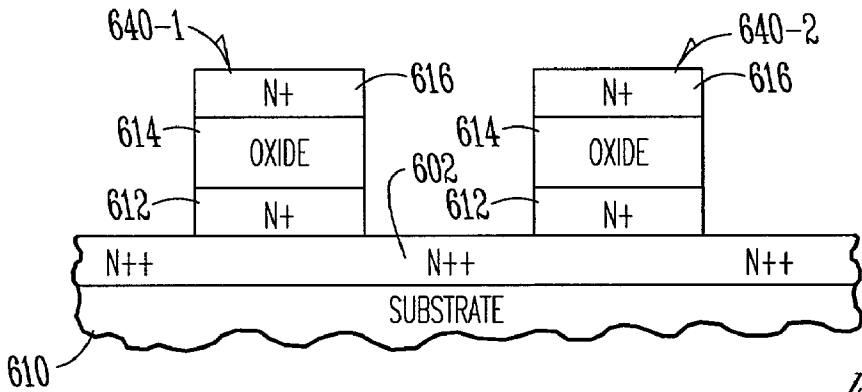 640-1
640-2
N+ 616
N+ 616
614 OXIDE
614 OXIDE
602
612 N+
612 N+
N++ N++ N++
SUBSTRATE
610